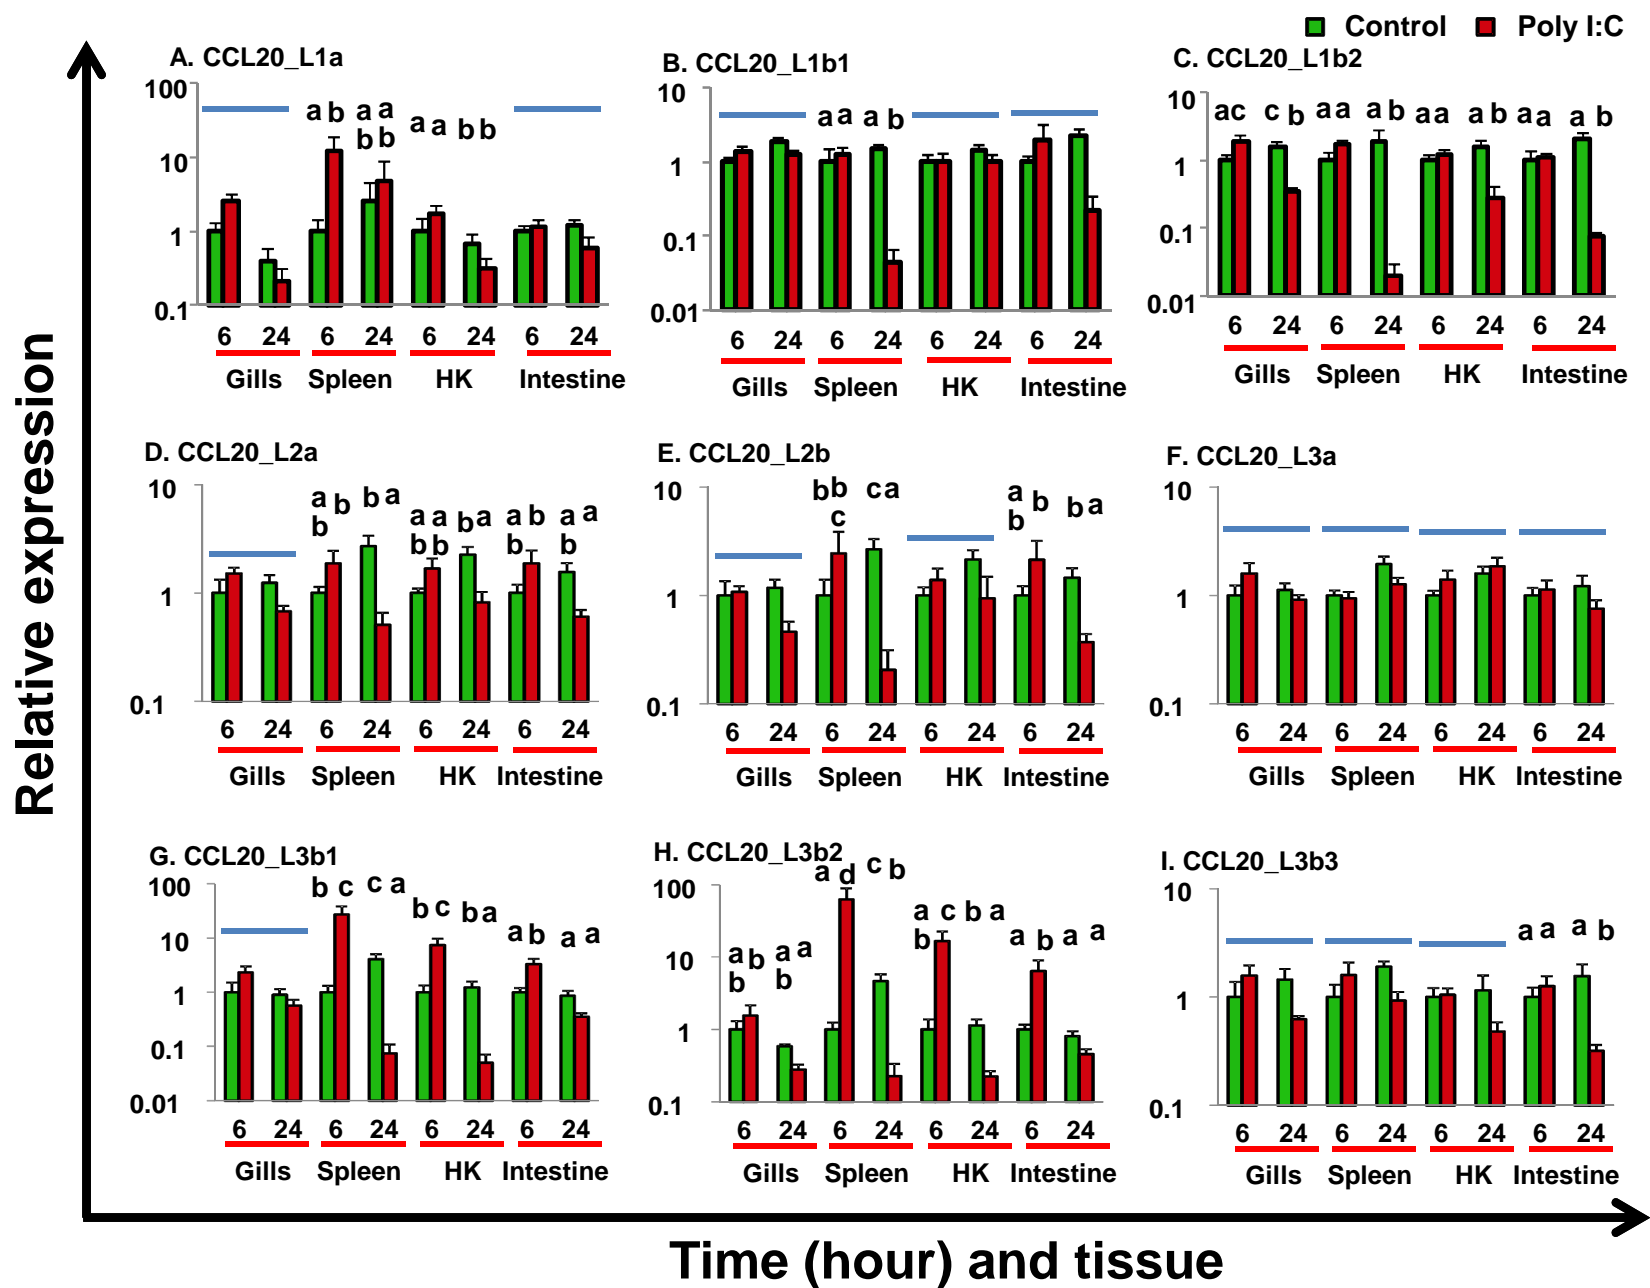 Control Poly I:C
A. CCL20_L1a
100
10
1
0.1
a b a a a a b b
b b
6 24 6 24 6 24 6 24
Gills Spleen HK Intestine
B. CCL20_L1b1
10
1
0.1
0.01
a a a b
6 24 6 24 6 24 6 24
Gills Spleen HK Intestine
C. CCL20_L1b2
10
1
0.1
0.01
a c c b a a a b a a a b a a a b
6 24 6 24 6 24 6 24
Gills Spleen HK Intestine
D. CCL20_L2a
10
1
0.1
a b b a a a b a a b a a
b b b b b
6 24 6 24 6 24 6 24
Gills Spleen HK Intestine
E. CCL20_L2b
10
1
0.1
b b c a a b b a
c b
6 24 6 24 6 24 6 24
Gills Spleen HK Intestine
F. CCL20_L3a
10
1
0.1
6 24 6 24 6 24 6 24
Gills Spleen HK Intestine
G. CCL20_L3b1
100
10
1
0.1
0.01
b c c a b c b a a b a a
6 24 6 24 6 24 6 24
Gills Spleen HK Intestine
H. CCL20_L3b2
100
10
1
0.1
a b a a a d c b a c b a a b a a
b b b
6 24 6 24 6 24 6 24
Gills Spleen HK Intestine
I. CCL20_L3b3
10
1
0.1
a a a b
6 24 6 24 6 24 6 24
Gills Spleen HK Intestine
Relative expression
Time (hour) and tissue